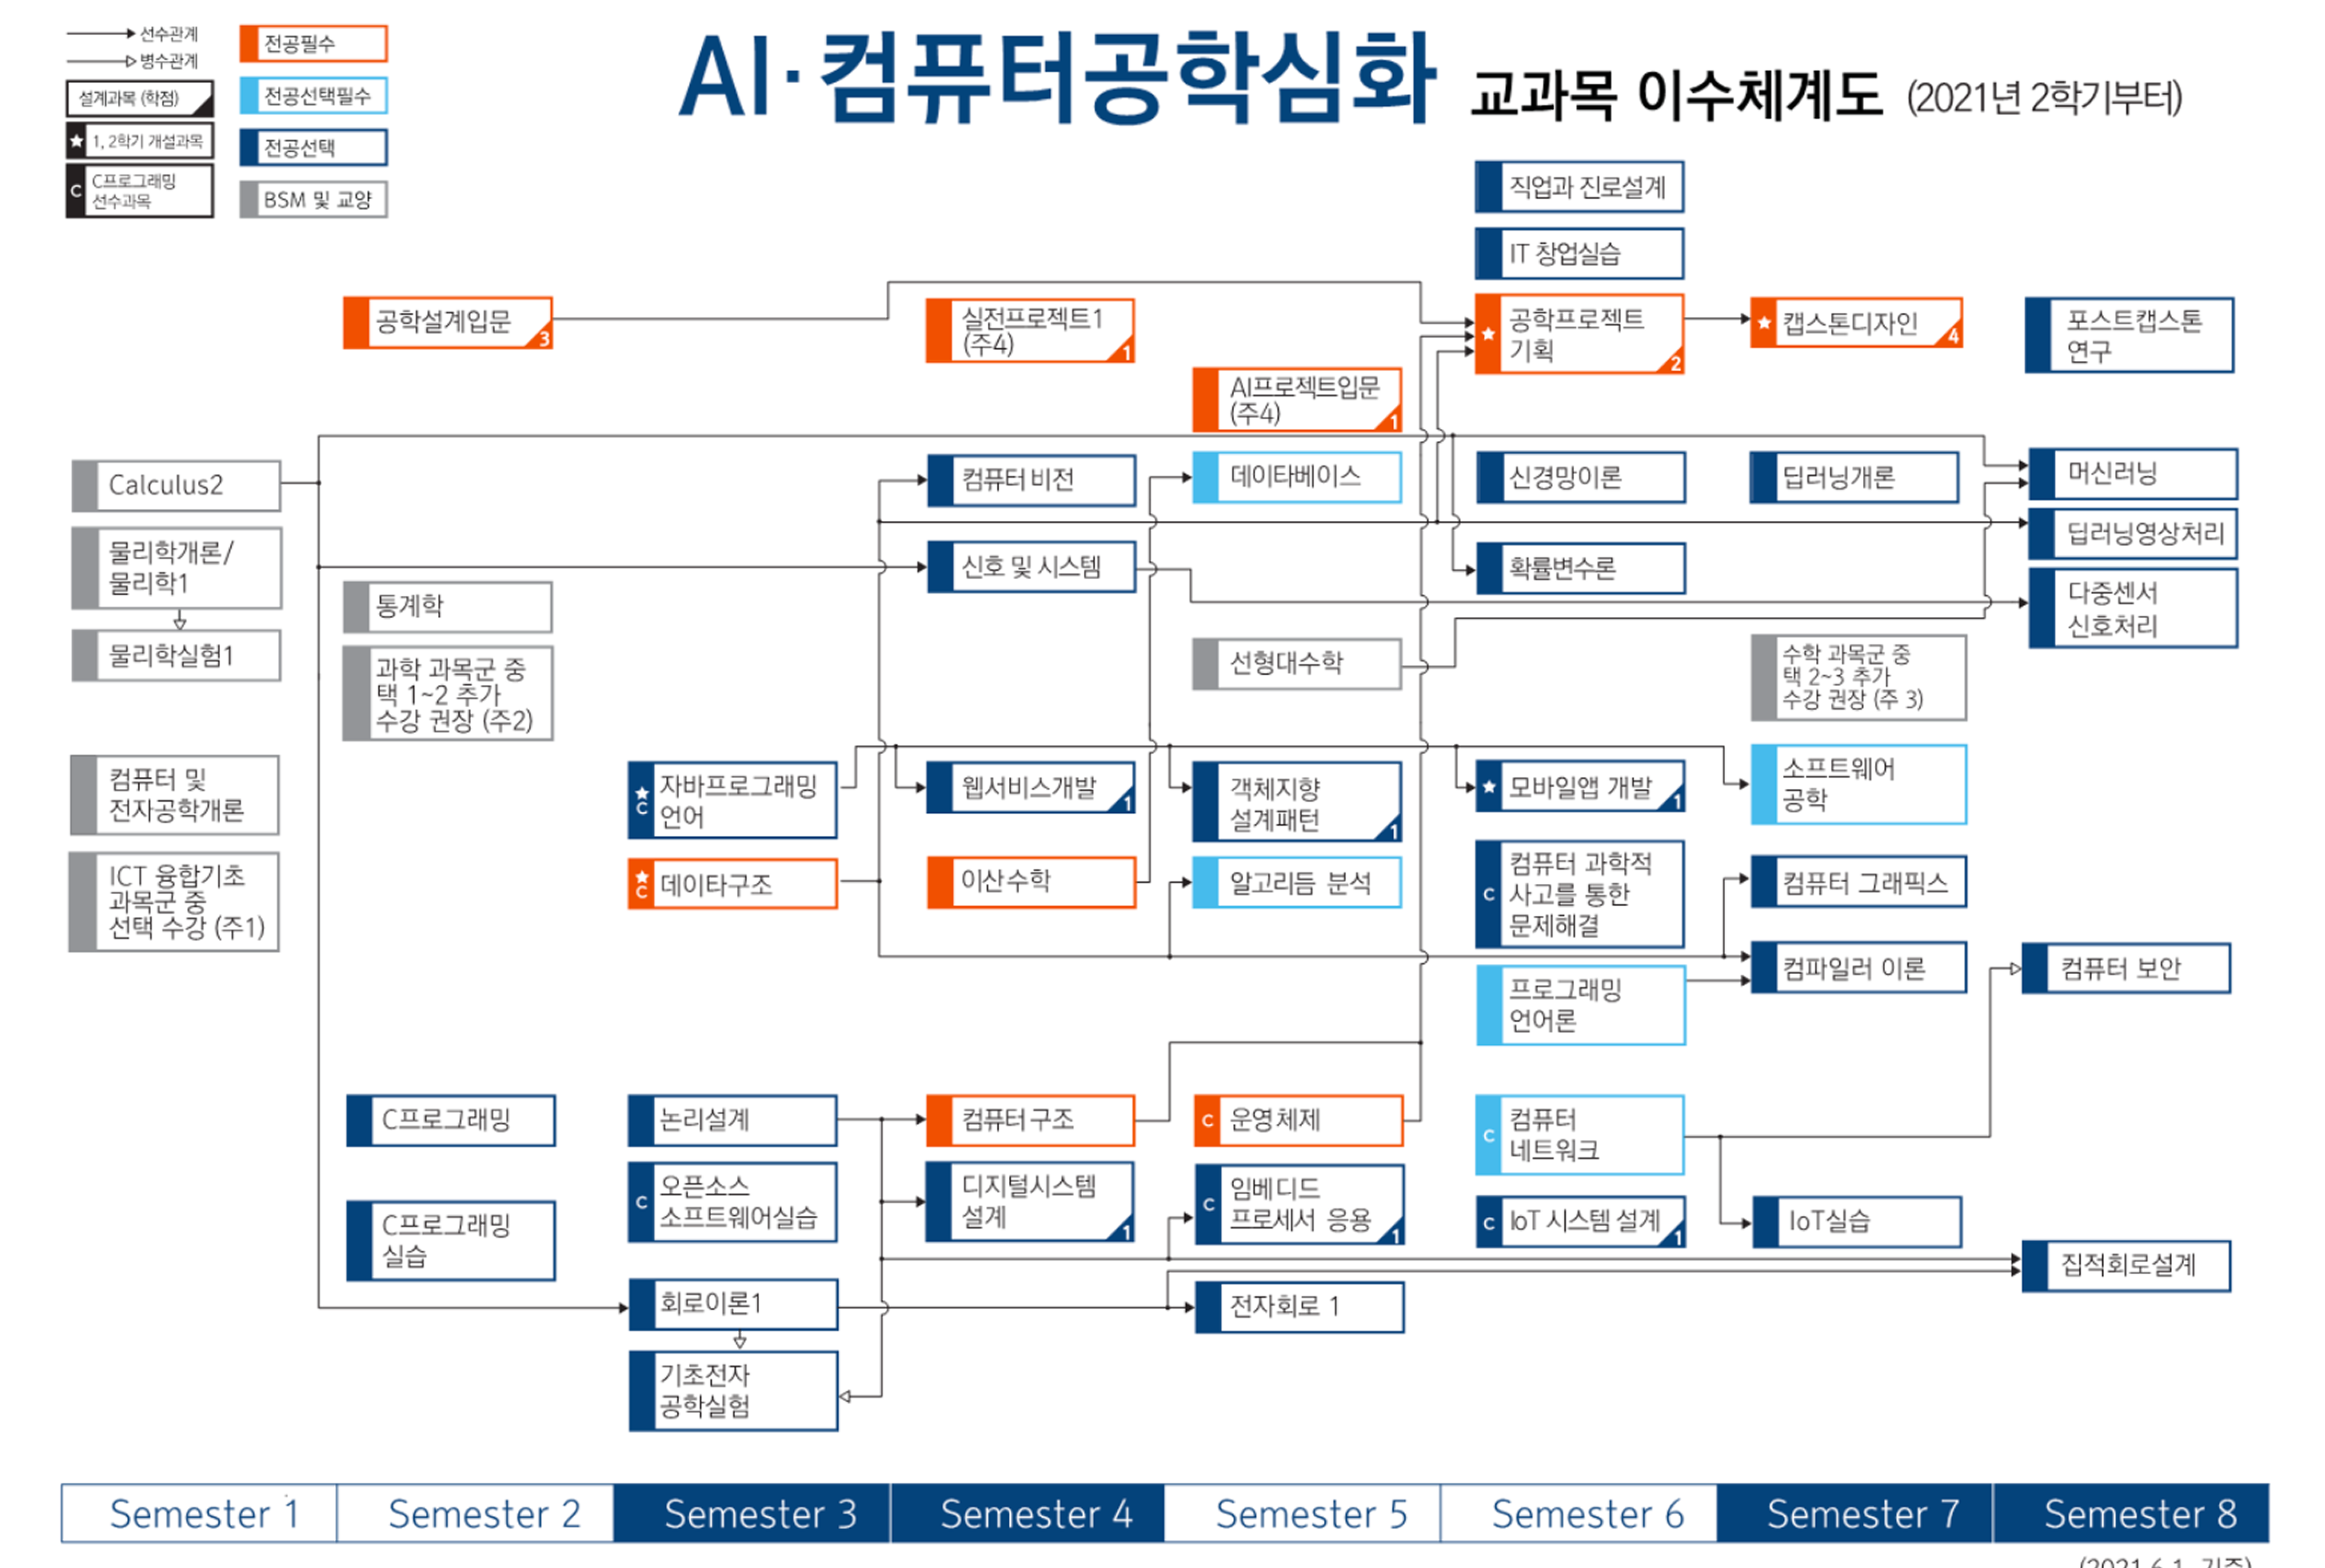 선수관계
병수관계
설계과목 (학점)
★ 1, 2학기 개설과목
C C프로그래밍
선수과목
전공필수
전공선택필수
전공선택
BSM 및 교양
AI·컴퓨터공학심화 교과목 이수체계도 (2021년 2학기부터)
직업과 진로설계
IT 창업실습
공학설계입문
3
실전프로젝트1
(주4)
1
★ 공학프로젝트
기획
2
★ 캡스톤디자인
4
포스트캡스톤
연구
AI프로젝트입문
(주4)
1
Calculus2
컴퓨터 비전
데이타베이스
신경망이론
딥러닝개론
머신러닝
물리학개론/
물리학1
신호 및 시스템
확률변수론
딥러닝영상처리
다중센서
신호처리
물리학실험1
통계학
과학 과목군 중
택 1~2 추가
수강 권장 (주2)
선형대수학
수학 과목군 중
택 2~3 추가
수강 권장 (주 3)
컴퓨터 및
전자공학개론
★
C
자바프로그래밍
언어
웹서비스개발
1
객체지향
설계패턴
1
★ 모바일앱 개발
1
소프트웨어
공학
ICT 융합기초
과목군 중
선택 수강 (주1)
★
C
데이타구조
이산수학
알고리듬 분석
C
컴퓨터 과학적
사고를 통한
문제해결
컴퓨터 그래픽스
프로그래밍
언어론
컴파일러 이론
컴퓨터 보안
C프로그래밍
논리설계
컴퓨터구조
C 운영체제
C
컴퓨터
네트워크
C프로그래밍
실습
C
오픈소스
소프트웨어실습
디지털시스템
설계
1
C
임베디드
프로세서 응용
1
C IoT 시스템 설계
1
IoT실습
집적회로설계
회로이론1
전자회로 1
기초전자
공학실험
Semester 1
Semester 2
Semester 3
Semester 4
Semester 5
Semester 6
Semester 7
Semester 8
(2021.6.1. 기준)